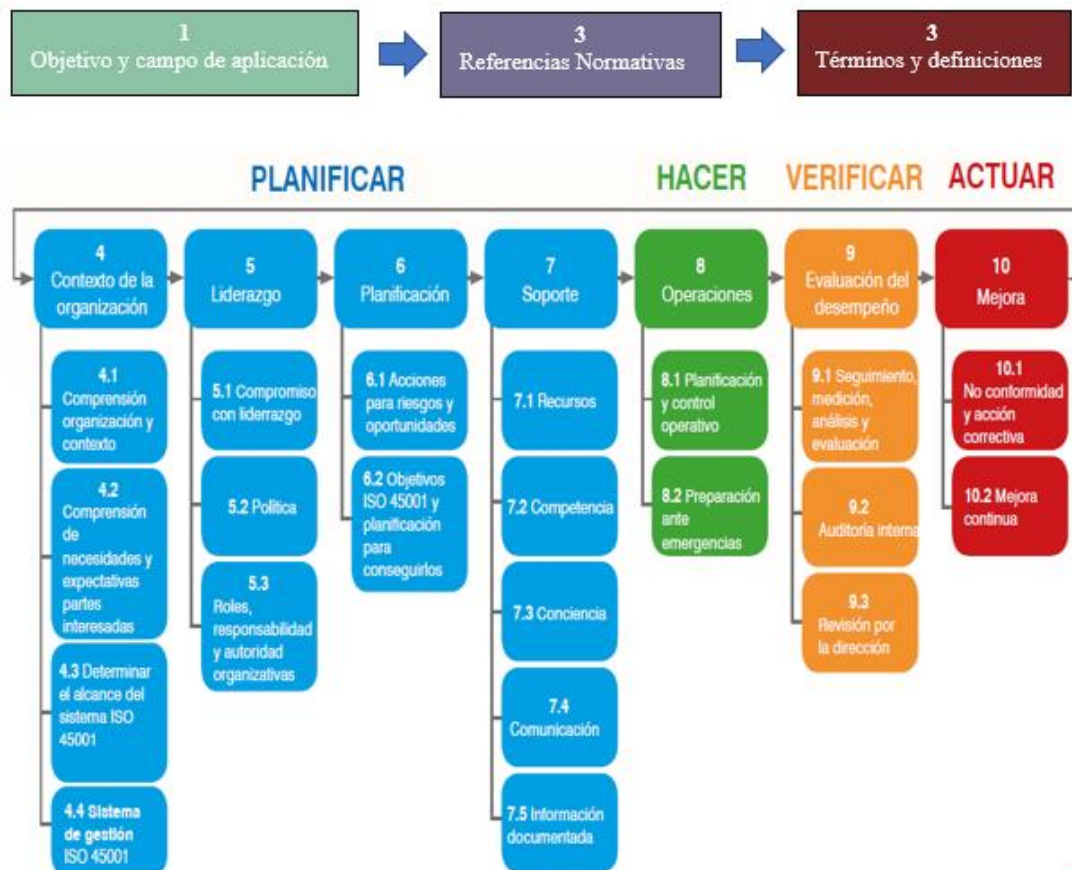 1
Objetivo y campo de aplicación
3
Referencias Normativas
3
Términos y definiciones
PLANIFICAR
HACER
VERIFICAR
ACTUAR
4
Contexto de la
organización
5
Liderazgo
6
Planificación
7
Soporte
8
Operaciones
9
Evaluación del
desempeño
10
Mejora
4.1
Comprensión
organización y
contexto
4.2
Comprensión
de
necesidades y
expectativas
partes
interesadas
4.3 Determinar
el alcance del
sistema ISO
45001
4.4 Sistema
de gestión
ISO 45001
5.1 Compromiso
con liderazgo
5.2 Política
5.3
Roles,
responsabilidad
y autoridad
organizativas
6.1 Acciones
para riesgos y
oportunidades
6.2 Objetivos
ISO 45001 y
planificación
para
conseguirlos
7.1 Recursos
7.2 Competencia
7.3 Conciencia
7.4
Comunicación
7.5 Información
documentada
8.1 Planificación
y control
operativo
8.2 Preparación
ante
emergencias
9.1 Seguimiento,
medición,
análisis y
evaluación
9.2
Auditoría interna
9.3
Revisión por
la dirección
10.1
No conformidad
y acción
correctiva
10.2 Mejora
continua